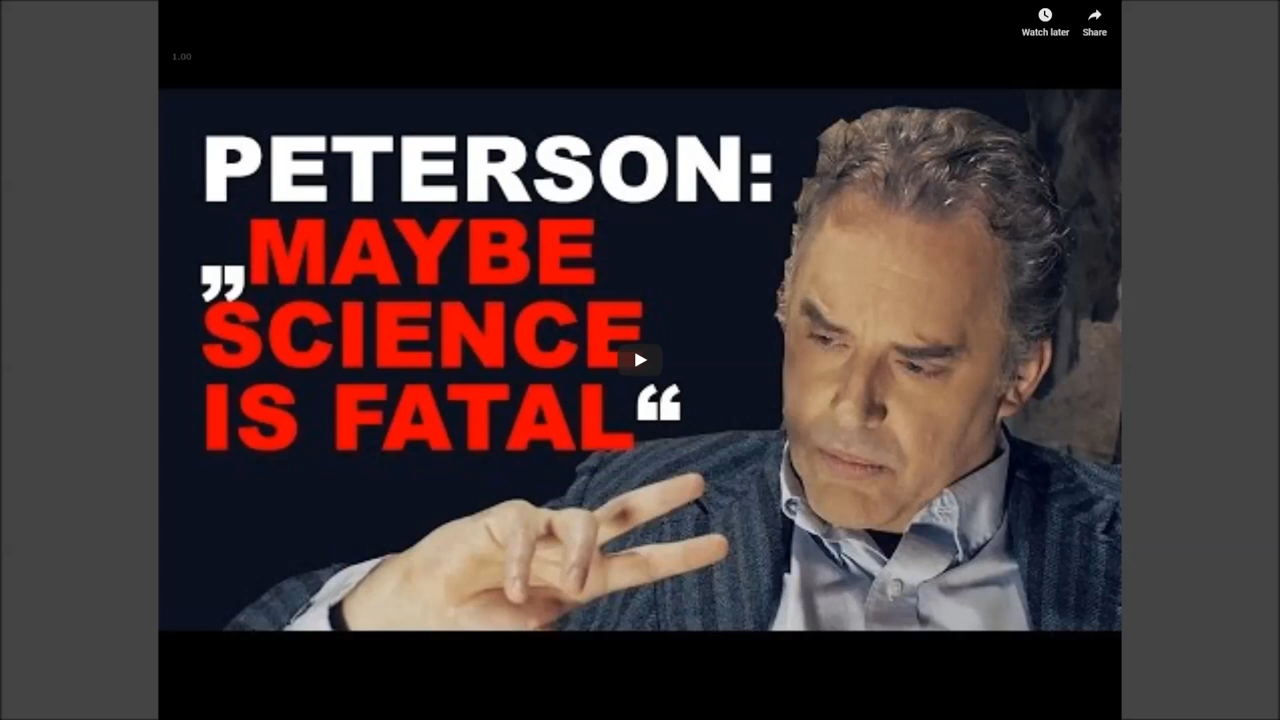 Watch later Share
1.00
PETERSON:
„MAYBE
SCIENCE
IS FATAL“